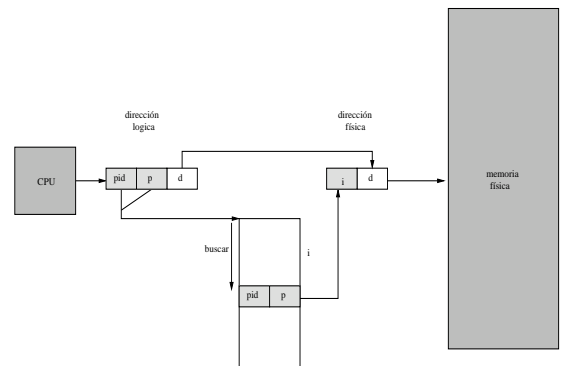 dirección
logica
dirección
física
CPU
pid p d
i d
memoria
física
buscar
i
pid p